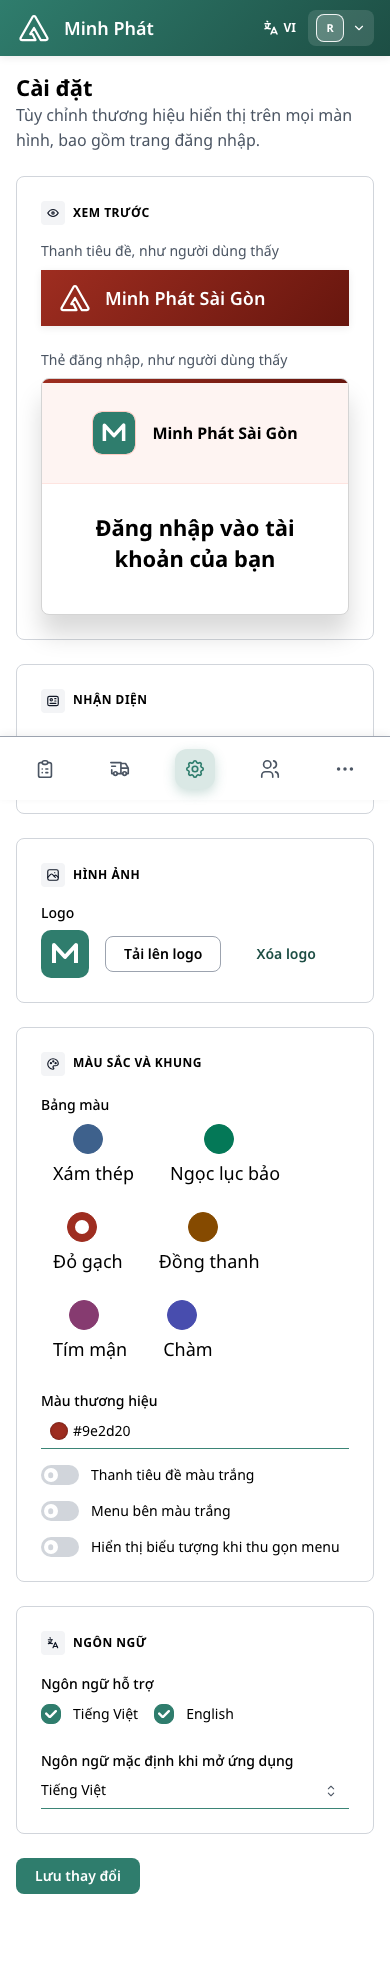 Minh Phát
VI
R
Cài đặt
Tùy chỉnh thương hiệu hiển thị trên mọi màn
hình, bao gồm trang đăng nhập.
XEM TRƯỚC
Thanh tiêu đề, như người dùng thấy
Minh Phát Sài Gòn
Thẻ đăng nhập, như người dùng thấy
Minh Phát Sài Gòn
Đăng nhập vào tài
khoản của bạn
NHẬN DIỆN
HÌNH ẢNH
Logo
Tải lên logo
Xóa logo
MÀU SẮC VÀ KHUNG
Bảng màu
Xám thép
Ngọc lục bảo
Đỏ gạch
Đồng thanh
Tím mận
Chàm
Màu thương hiệu
#9e2d20
Thanh tiêu đề màu trắng
Menu bên màu trắng
Hiển thị biểu tượng khi thu gọn menu
NGÔN NGỮ
Ngôn ngữ hỗ trợ
Tiếng Việt
English
Ngôn ngữ mặc định khi mở ứng dụng
Tiếng Việt
Lưu thay đổi